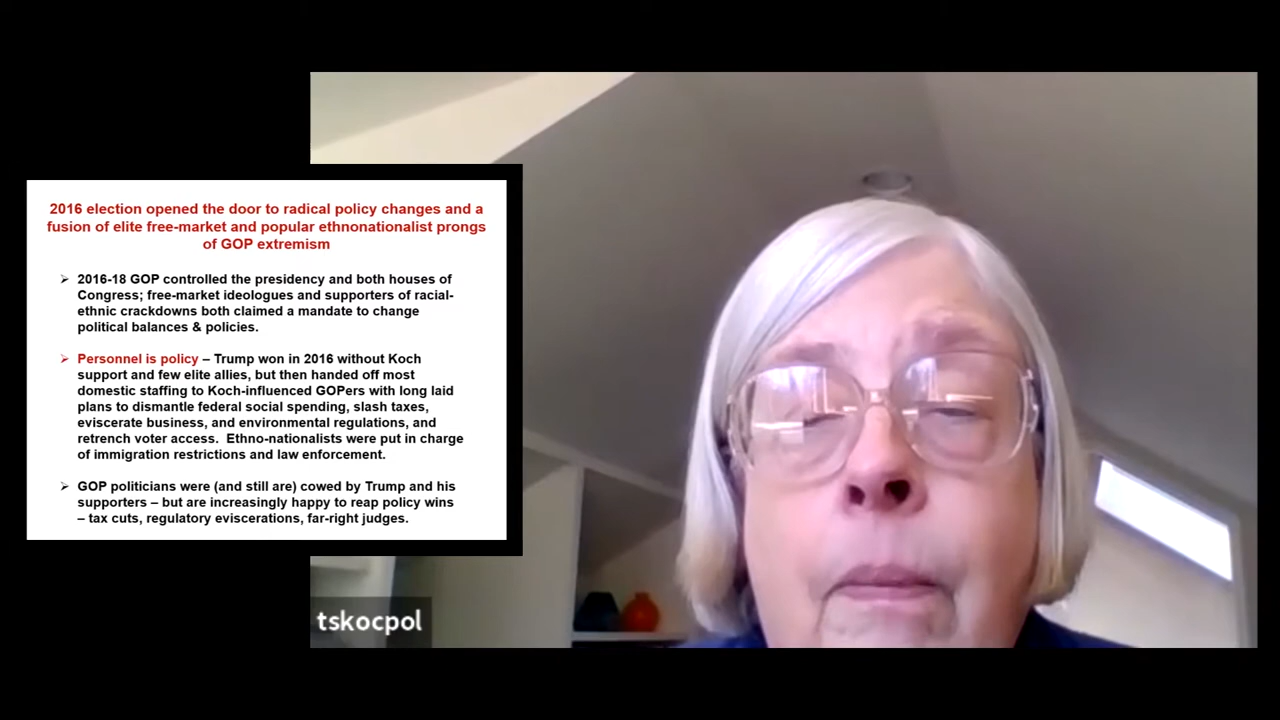 2016 election opened the door to radical policy changes and a
fusion of elite free-market and popular ethnonationalist prongs
of GOP extremism
➢ 2016-18 GOP controlled the presidency and both houses of
Congress; free-market ideologues and supporters of racial-
ethnic crackdowns both claimed a mandate to change
political balances & policies.
➢ Personnel is policy – Trump won in 2016 without Koch
support and few elite allies, but then handed off most
domestic staffing to Koch-influenced GOPers with long laid
plans to dismantle federal social spending, slash taxes,
eviscerate business, and environmental regulations, and
retrench voter access.  Ethno-nationalists were put in charge
of immigration restrictions and law enforcement.
➢ GOP politicians were (and still are) cowed by Trump and his
supporters – but are increasingly happy to reap policy wins
– tax cuts, regulatory eviscerations, far-right judges.
tskocpol